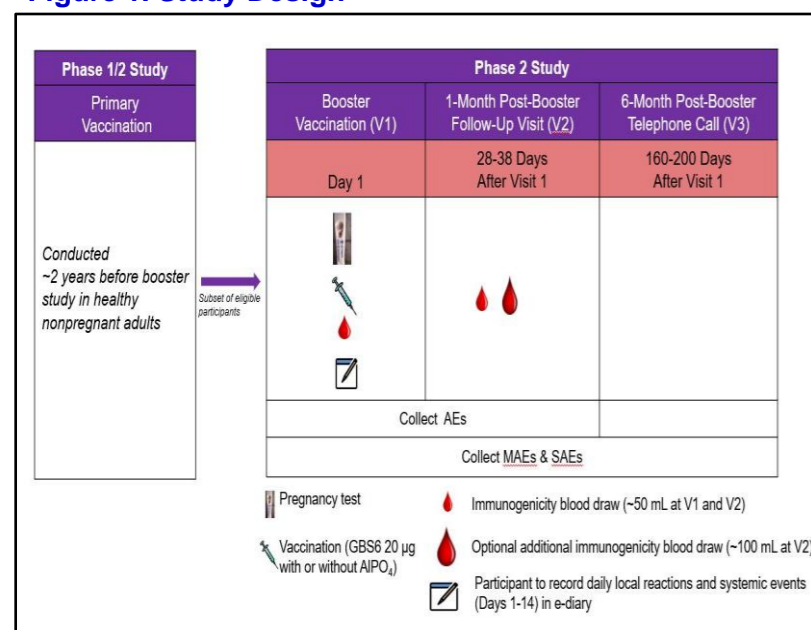 Figure 1. Study Design
Phase 1/2 Study
Primary
Vaccination
Conducted
~2 years before booster
study in healthy
nonpregnant adults
Subset of eligible
participants
Phase 2 Study
Booster
Vaccination (V1)
1-Month Post-Booster
Follow-Up Visit (V2)
6-Month Post-Booster
Telephone Call (V3)
Day 1
28-38 Days
After Visit 1
160-200 Days
After Visit 1
Collect AEs
Collect MAEs & SAEs
Pregnancy test
Immunogenicity blood draw (~50 mL at V1 and V2)
Vaccination (GBS6 20 µg
with or without AlPO₄)
Optional additional immunogenicity blood draw (~100 mL at V2)
Participant to record daily local reactions and systemic events
(Days 1-14) in e-diary